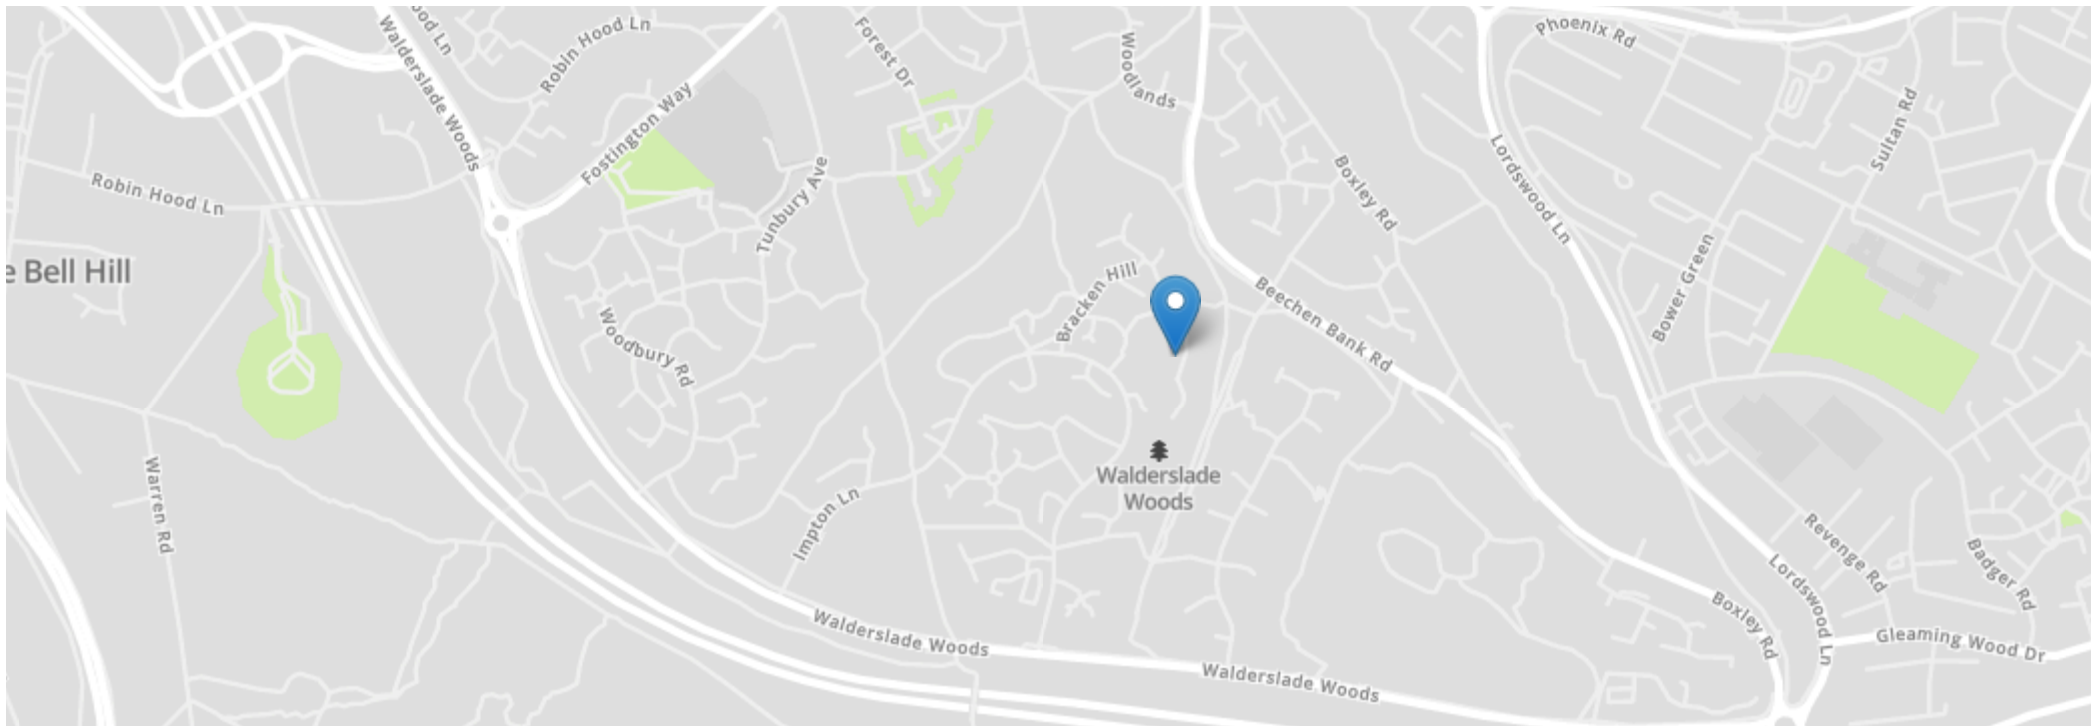 ood Ln
Robin Hood Ln
Forest Dr
Woodlands
Phoenix Rd
Walderslade Woods
Fostington Way
Sultan Rd
Robin Hood Ln
Tunbury Ave
Boxley Rd
Lordswood Ln
e Bell Hill
Bracken Hill
Bower Green
Beechen Bank Rd
Woodbury Rd
Walderslade
Woods
Warren Rd
Impton Ln
Revenge Rd
Badger Rd
Lordswood Ln
Boxley Rd
Walderslade Woods
Gleaming Wood Dr
Walderslade Woods